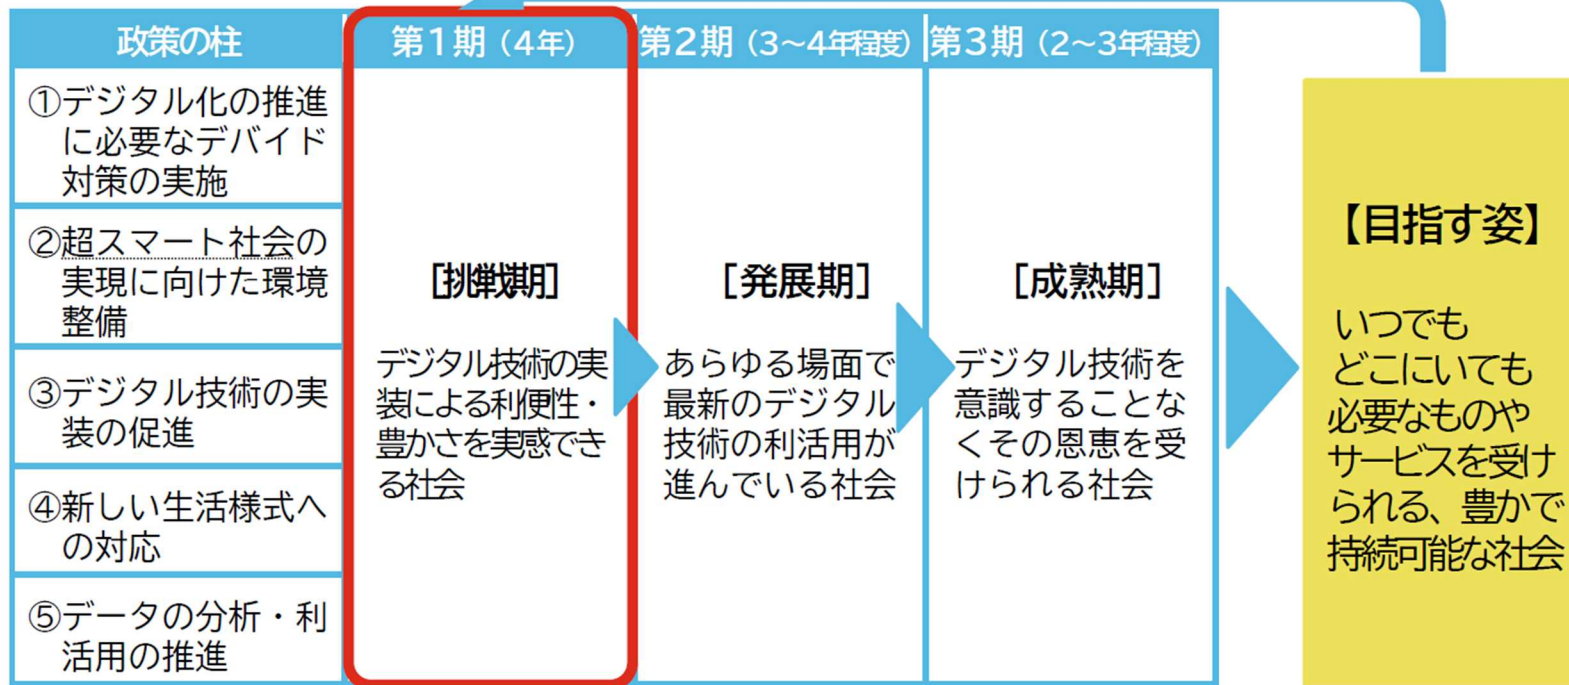 政策の柱
第1期（4年）
第2期（3～4年程度）
第3期（2～3年程度）
①デジタル化の推進
に必要なデバイド
対策の実施
②超スマート社会の
実現に向けた環境
整備
③デジタル技術の実
装の促進
④新しい生活様式へ
の対応
⑤データの分析・利
活用の推進
［挑戦期］
デジタル技術の実
装による利便性・
豊かさを実感でき
る社会
［発展期］
あらゆる場面で
最新のデジタル
技術の利活用が
進んでいる社会
［成熟期］
デジタル技術を
意識することな
くその恩恵を受
けられる社会
【目指す姿】
いつでも
どこにいても
必要なものや
サービスを受け
られる、豊かで
持続可能な社会